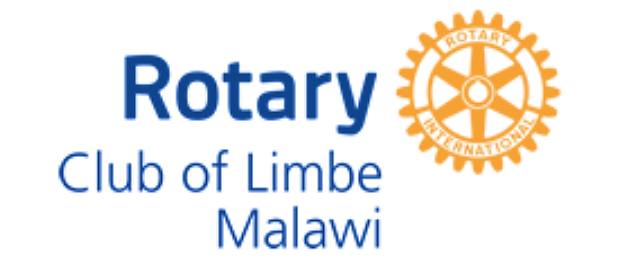 Rotary
Club of Limbe
Malawi
ROTARY
INTERNATIONAL